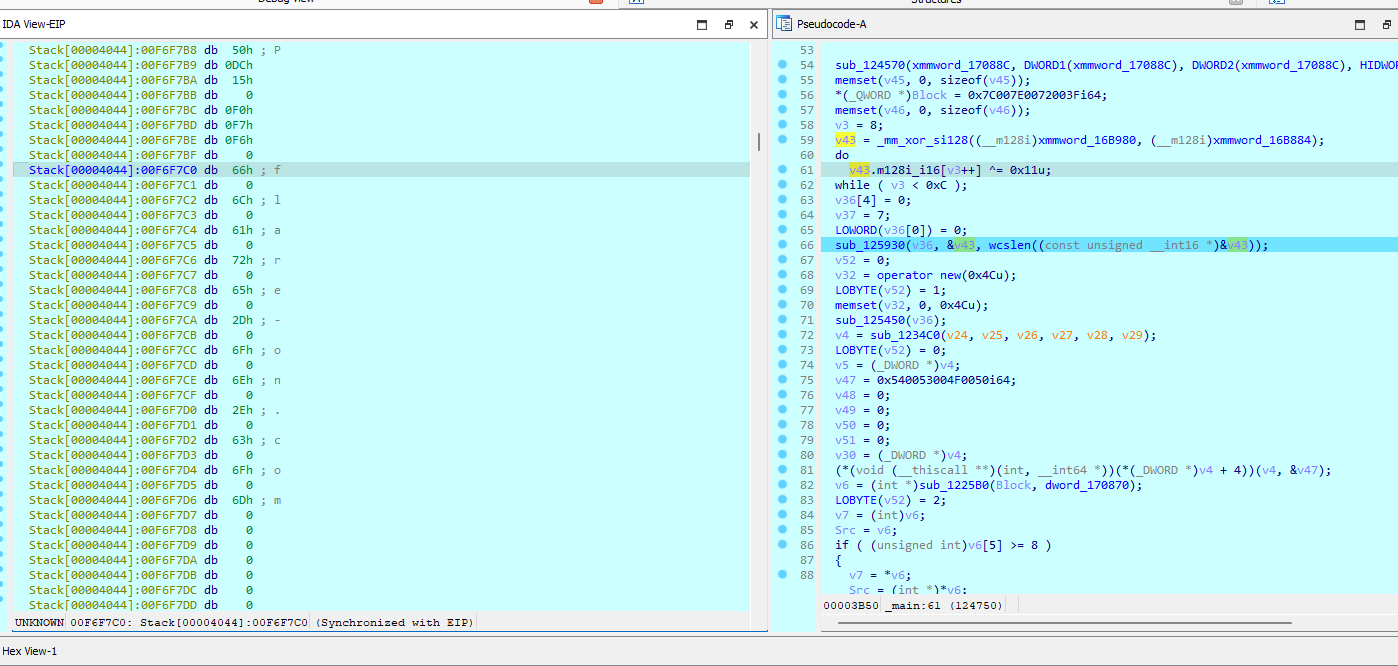 Debug View
Structures
IDA View-EIP
Pseudocode-A
Stack[00004044]:00F6F7B8 db 50h ; P
Stack[00004044]:00F6F7B9 db 0DCh
Stack[00004044]:00F6F7BA db 15h
Stack[00004044]:00F6F7BB db 0
Stack[00004044]:00F6F7BC db 0F0h
Stack[00004044]:00F6F7BD db 0F7h
Stack[00004044]:00F6F7BE db 0F6h
Stack[00004044]:00F6F7BF db 0
Stack[00004044]:00F6F7C0 db 66h ; f
Stack[00004044]:00F6F7C1 db 0
Stack[00004044]:00F6F7C2 db 6Ch ; l
Stack[00004044]:00F6F7C3 db 0
Stack[00004044]:00F6F7C4 db 61h ; a
Stack[00004044]:00F6F7C5 db 0
Stack[00004044]:00F6F7C6 db 72h ; r
Stack[00004044]:00F6F7C7 db 0
Stack[00004044]:00F6F7C8 db 65h ; e
Stack[00004044]:00F6F7C9 db 0
Stack[00004044]:00F6F7CA db 2Dh ; -
Stack[00004044]:00F6F7CB db 0
Stack[00004044]:00F6F7CC db 6Fh ; o
Stack[00004044]:00F6F7CD db 0
Stack[00004044]:00F6F7CE db 6Eh ; n
Stack[00004044]:00F6F7CF db 0
Stack[00004044]:00F6F7D0 db 2Eh ; .
Stack[00004044]:00F6F7D1 db 0
Stack[00004044]:00F6F7D2 db 63h ; c
Stack[00004044]:00F6F7D3 db 0
Stack[00004044]:00F6F7D4 db 6Fh ; o
Stack[00004044]:00F6F7D5 db 0
Stack[00004044]:00F6F7D6 db 6Dh ; m
Stack[00004044]:00F6F7D7 db 0
Stack[00004044]:00F6F7D8 db 0
Stack[00004044]:00F6F7D9 db 0
Stack[00004044]:00F6F7DA db 0
Stack[00004044]:00F6F7DB db 0
Stack[00004044]:00F6F7DC db 0
Stack[00004044]:00F6F7DD db 0
UNKNOWN 00F6F7C0: Stack[00004044]:00F6F7C0 (Synchronized with EIP)
53
54 sub_124570(xmmword_17088C, DWORD1(xmmword_17088C), DWORD2(xmmword_17088C), HIDWOR
55 memset(v45, 0, sizeof(v45));
56 *(_QWORD *)Block = 0x7C007E0072003Fi64;
57 memset(v46, 0, sizeof(v46));
58 v3 = 8;
59 v43 = _mm_xor_si128((__m128i)xmmword_16B980, (__m128i)xmmword_16B884);
60 do
61 v43.m128i_i16[v3++] ^= 0x11u;
62 while ( v3 < 0xC );
63 v36[4] = 0;
64 v37 = 7;
65 LOWORD(v36[0]) = 0;
66 sub_125930(v36, &v43, wcslen((const unsigned __int16 *)&v43));
67 v52 = 0;
68 v32 = operator new(0x4Cu);
69 LOBYTE(v52) = 1;
70 memset(v32, 0, 0x4Cu);
71 sub_125450(v36);
72 v4 = sub_1234C0(v24, v25, v26, v27, v28, v29);
73 LOBYTE(v52) = 0;
74 v5 = (_DWORD *)v4;
75 v47 = 0x540053004F0050i64;
76 v48 = 0;
77 v49 = 0;
78 v50 = 0;
79 v51 = 0;
80 v30 = (_DWORD *)v4;
81 (*(void (__thiscall **)(int, __int64 *))(*(_DWORD *)v4 + 4))(v4, &v47);
82 v6 = (int *)sub_1225B0(Block, dword_170870);
83 LOBYTE(v52) = 2;
84 v7 = (int)v6;
85 Src = v6;
86 if ( (unsigned int)v6[5] >= 8 )
87 {
88 v7 = *v6;
Src = (int *)*v6;
00003B50 _main:61 (124750)
Hex View-1